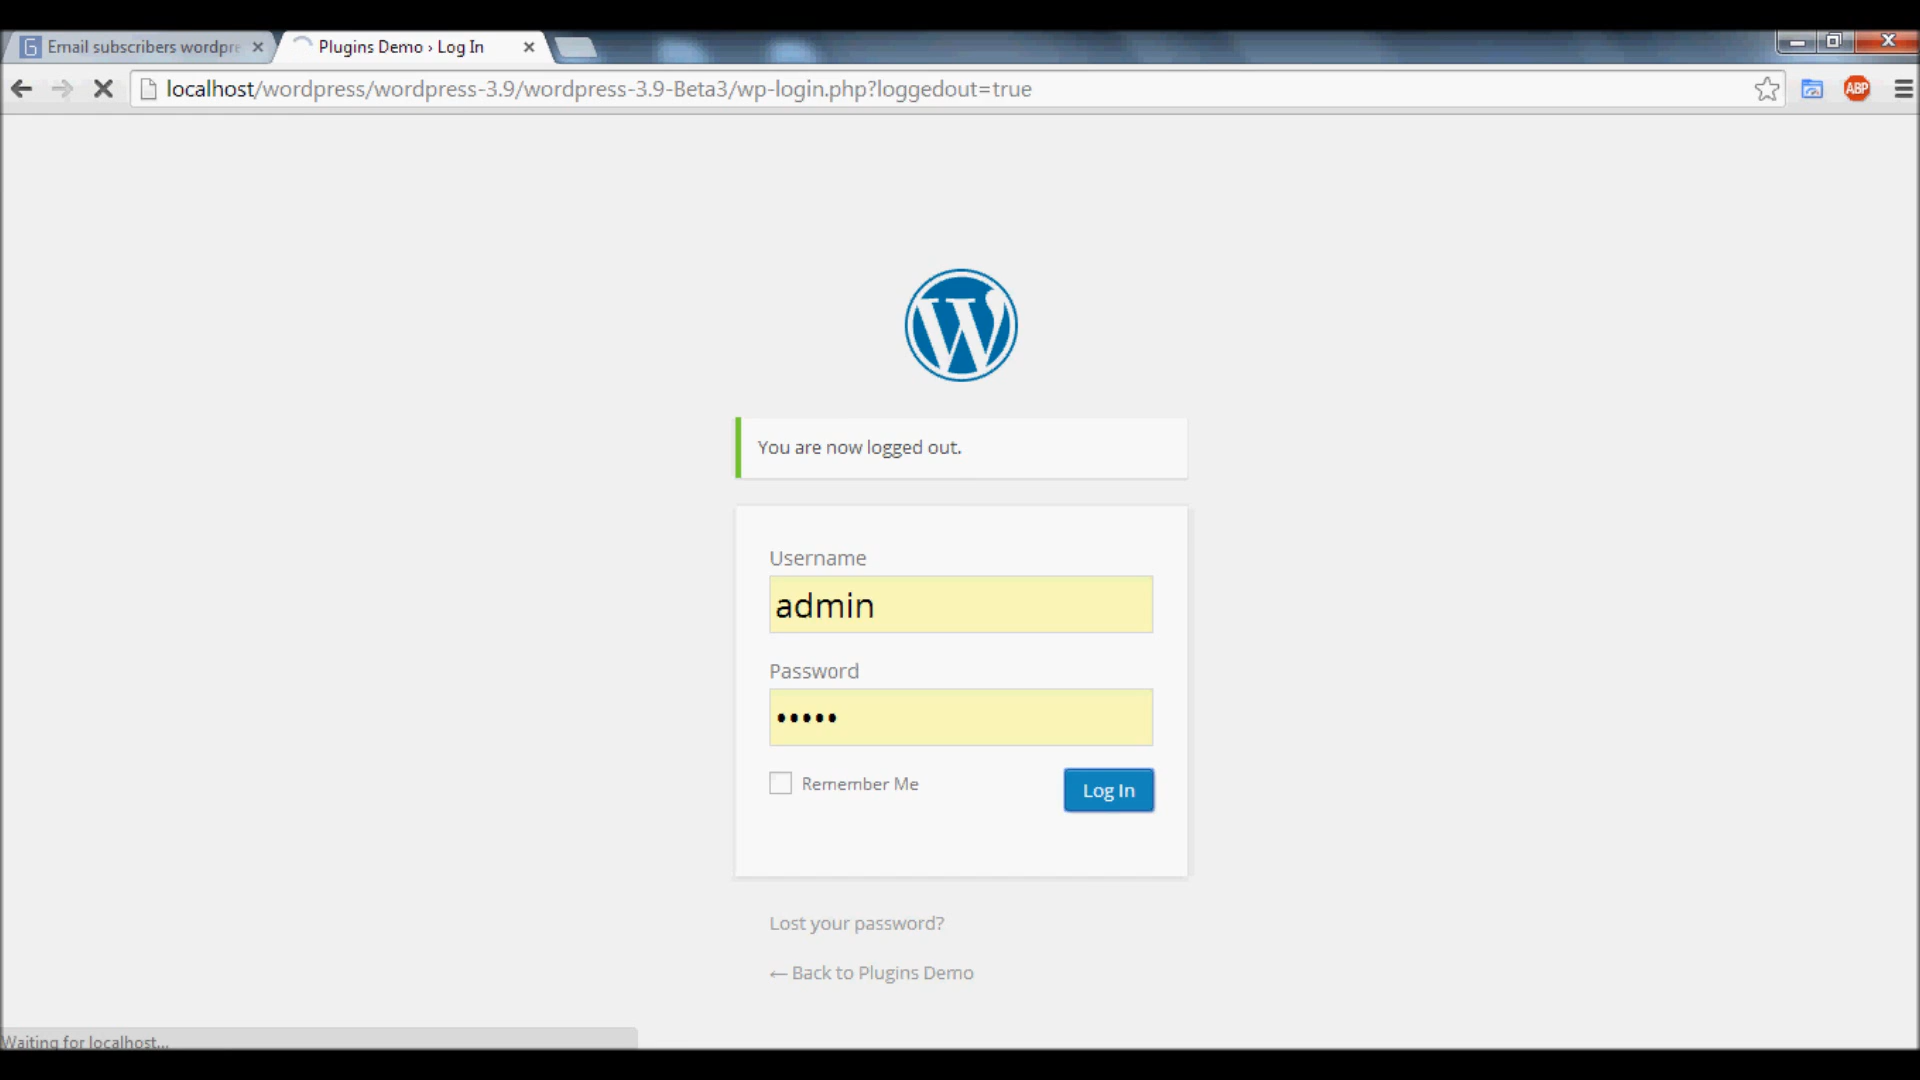 Email subscribers wordpre
Plugins Demo › Log In
localhost/wordpress/wordpress-3.9/wordpress-3.9-Beta3/wp-login.php?loggedout=true
ABP
You are now logged out.
Username
admin
Password
•••••
Remember Me
Log In
Lost your password?
← Back to Plugins Demo
Waiting for localhost...